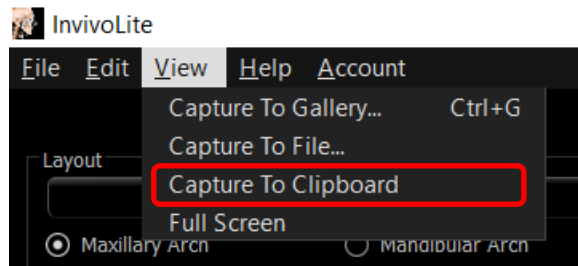 InvivoLite
File Edit View Help Account
Capture To Gallery... Ctrl+G
Capture To File...
Layout
Capture To Clipboard
Full Screen
Maxillary Arch Mandibular Arch